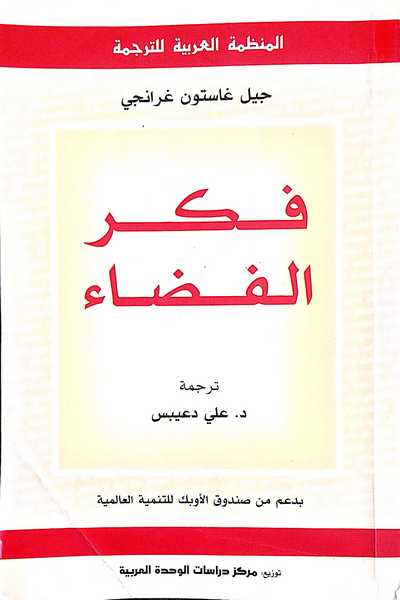 المنظمة العربية للترجمة
جيل غاستون غرانجي
فكر
الفضاء
ترجمة
د. علي دعيبس
بدعم من صندوق الأوبك للتنمية العالمية
توزيع: مركز دراسات الوحدة العربية